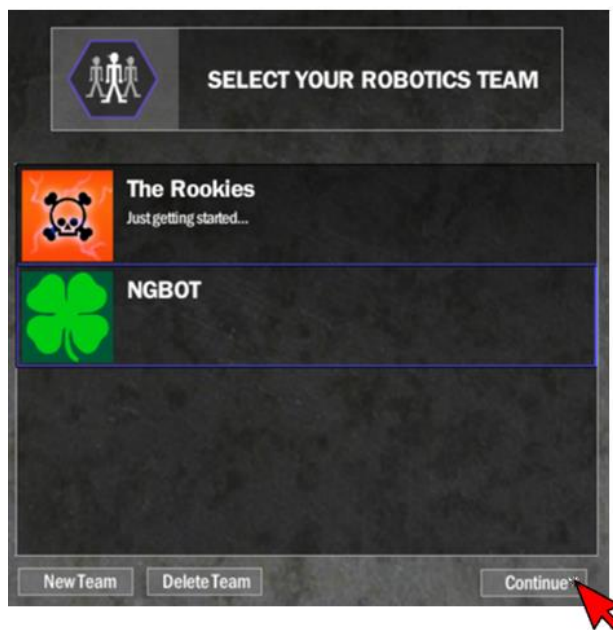 SELECT YOUR ROBOTICS TEAM
The Rookies
Just getting started...
NGBOT
New Team
Delete Team
Continue